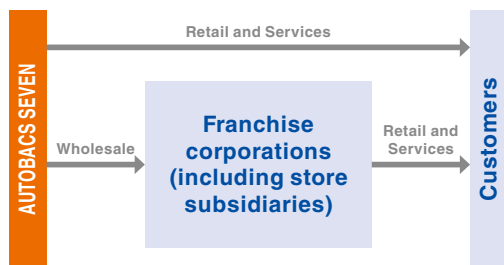 Retail and Services
AUTOBACS SEVEN
Wholesale
Franchise
corporations
(including store
subsidiaries)
Retail and
Services
Customers